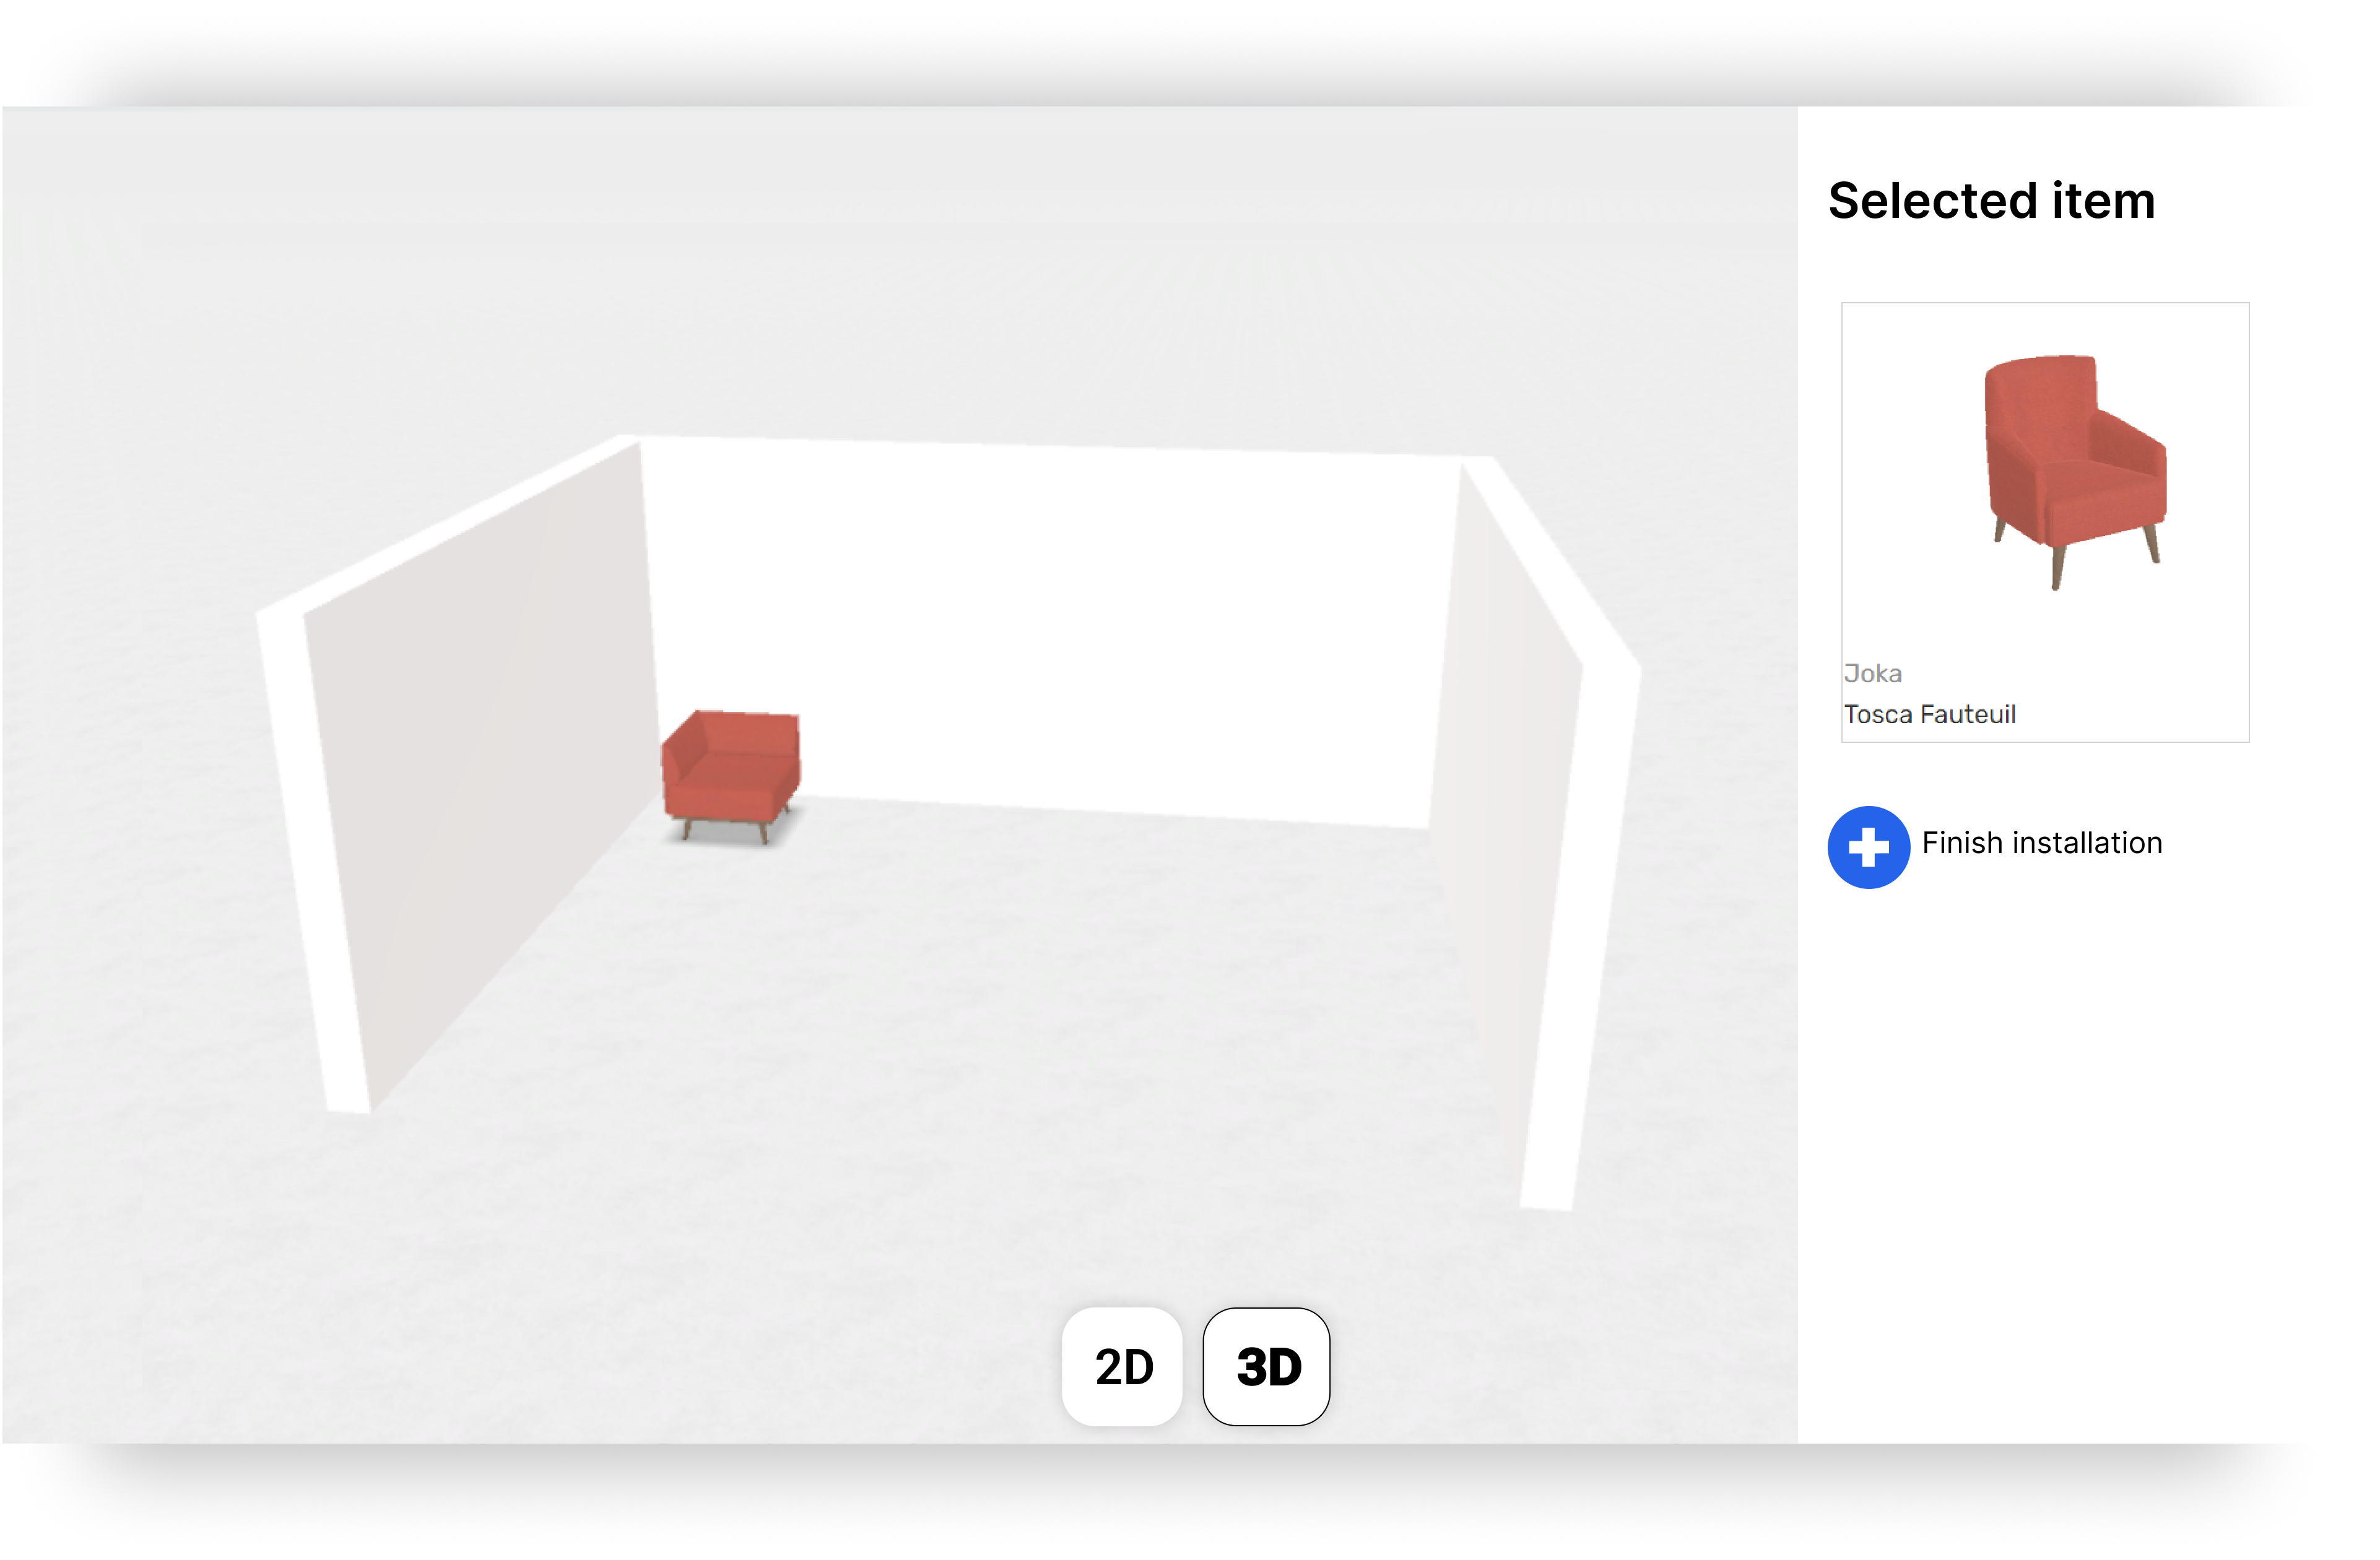 Selected item
Joka
Tosca Fauteuil
Finish installation
2D
3D